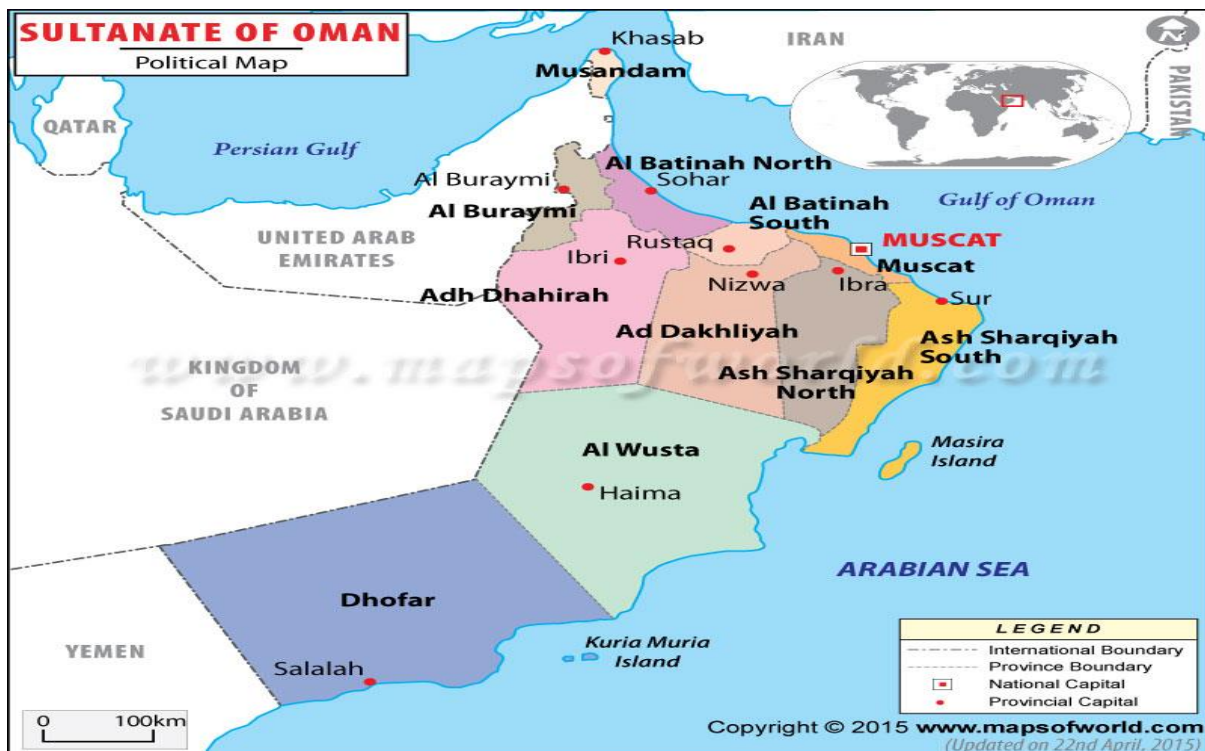 SULTANATE OF OMAN
Political Map
Khasab
IRAN
N
Musandam
PAKISTAN
QATAR
Persian Gulf
Al Batinah North
Al Buraymi
Sohar
Al Buraymi
Al Batinah
South
Gulf of Oman
UNITED ARAB
EMIRATES
Rustaq
MUSCAT
Ibri
Muscat
Nizwa
Ibra
Adh Dhahirah
Sur
Ad Dakhliyah
Ash Sharqiyah
South
www.mapsofworld.com
KINGDOM
OF
SAUDI ARABIA
Ash Sharqiyah
North
Al Wusta
Masira
Island
Haima
ARABIAN SEA
Dhofar
YEMEN
Kuria Muria
Island
Salalah
LEGEND
International Boundary
Province Boundary
National Capital
Provincial Capital
0 100km
Copyright © 2015 www.mapsofworld.com
(Updated on 22nd April, 2015)